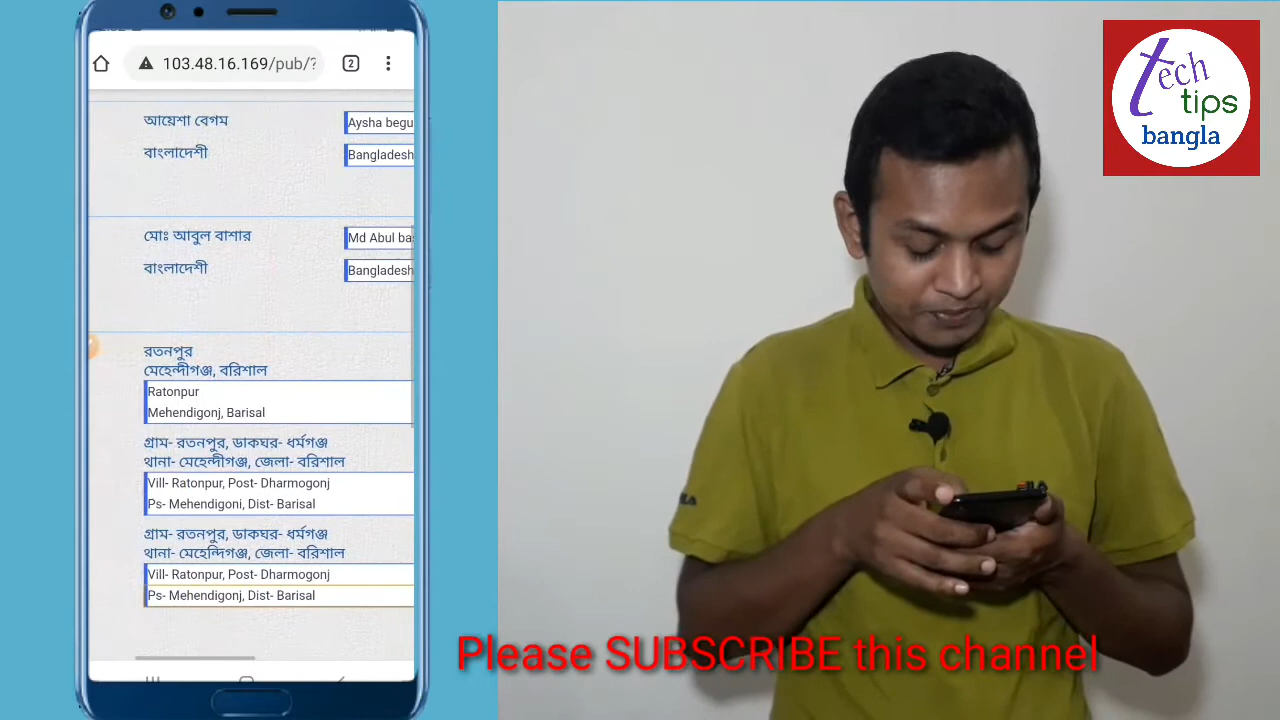 103.48.16.169/pub/?
2
আয়েশা বেগম
Aysha begu
বাংলাদেশী
Bangladesh
মোঃ আবুল বাশার
Md Abul ba
বাংলাদেশী
Bangladesh
রতনপুর
মেহেন্দীগঞ্জ, বরিশাল
Ratonpur
Mehendigonj, Barisal
গ্রাম- রতনপুর, ডাকঘর- ধর্মগঞ্জ
থানা- মেহেন্দীগঞ্জ, জেলা- বরিশাল
Vill- Ratonpur, Post- Dharmogonj
Ps- Mehendigoni, Dist- Barisal
গ্রাম- রতনপুর, ডাকঘর- ধর্মগঞ্জ
থানা- মেহেন্দিগঞ্জ, জেলা- বরিশাল
Vill- Ratonpur, Post- Dharmogonj
Ps- Mehendigonj, Dist- Barisal
tech
tips
bangla
Please SUBSCRIBE this channel